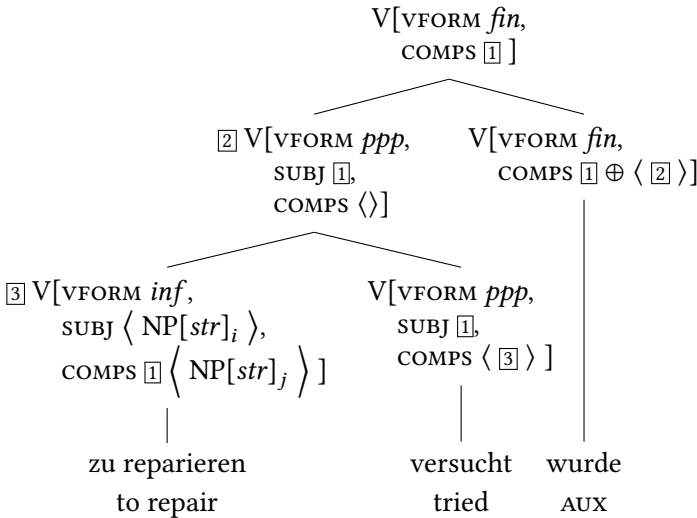 V[VFORM fin,
COMPS 1 ]
2 V[VFORM ppp,
SUBJ 1,
COMPS ⟨⟩]
V[VFORM fin,
COMPS 1 ⊕ ⟨ 2 ⟩]
3 V[VFORM inf,
SUBJ ⟨ NP[str]i ⟩,
COMPS 1 ⟨ NP[str]j ⟩ ]
V[VFORM ppp,
SUBJ 1,
COMPS ⟨ 3 ⟩ ]
zu reparieren versucht wurde
to repair tried AUX